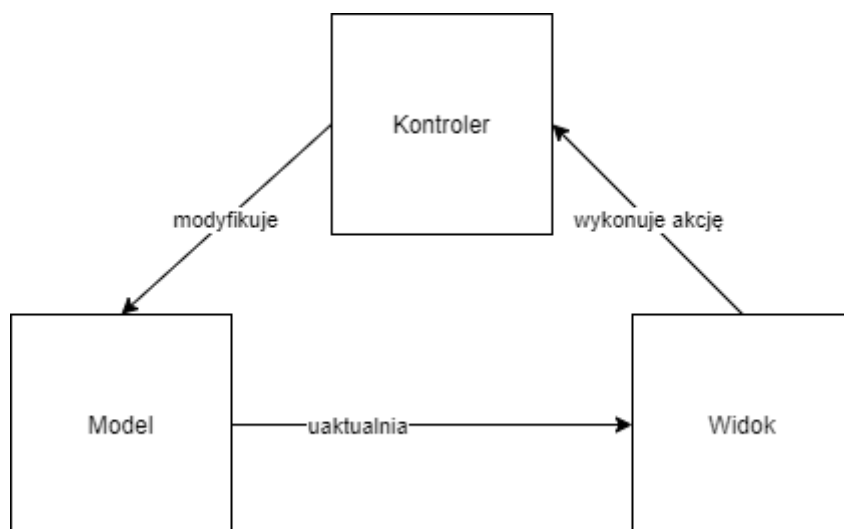 Kontroler
modyfikuje
wykonuje akcję
Model
uaktualnia
Widok